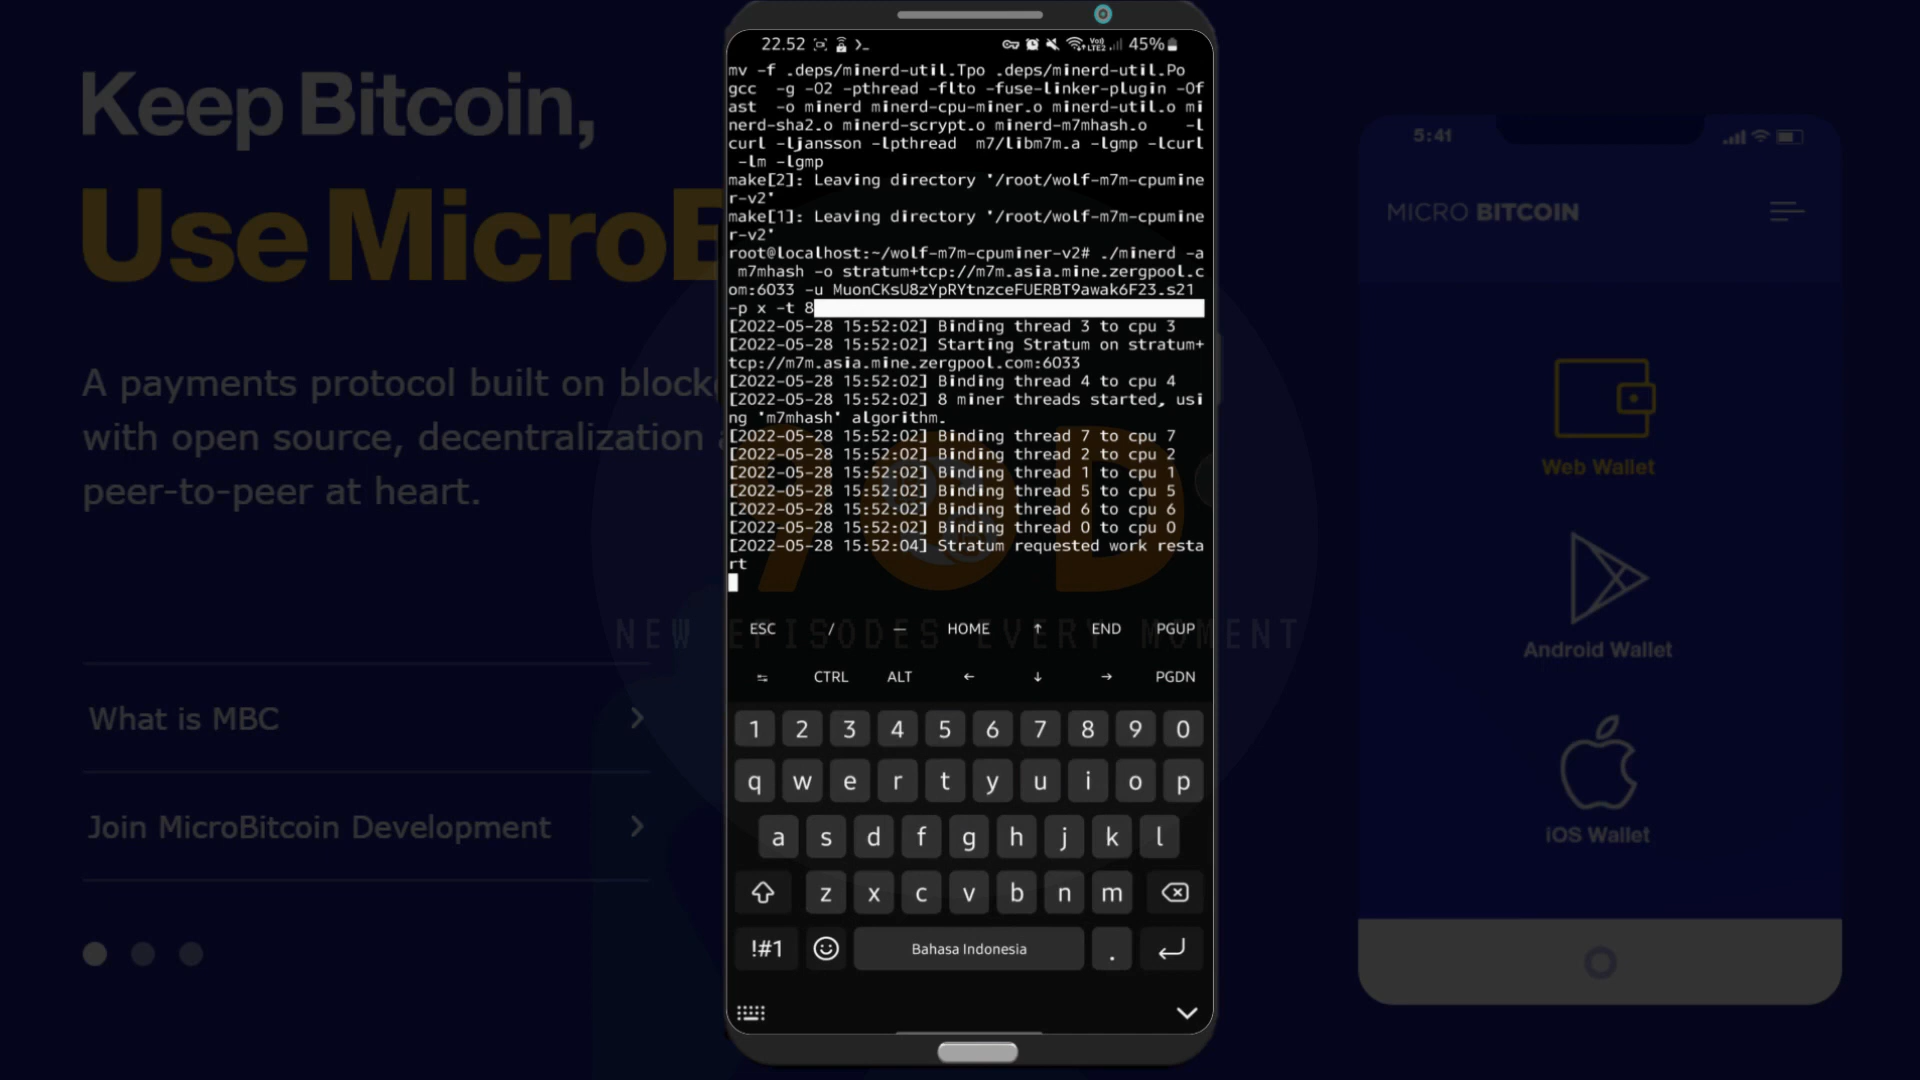 Keep Bitcoin,
Use MicroB
A payments protocol built on block
with open source, decentralization a
peer-to-peer at heart.
What is MBC
Join MicroBitcoin Development
22.52
45%
mv -f .deps/minerd-util.Tpo .deps/minerd-util.Po
gcc  -g -O2 -pthread -flto -fuse-linker-plugin -Of
ast  -o minerd minerd-cpu-miner.o minerd-util.o mi
nerd-sha2.o minerd-scrypt.o minerd-m7mhash.o    -l
curl -ljansson -lpthread  m7/libm7m.a -lgmp -lcurl
 -lm -lgmp
make[2]: Leaving directory '/root/wolf-m7m-cpumine
r-v2'
make[1]: Leaving directory '/root/wolf-m7m-cpumine
r-v2'
root@localhost:~/wolf-m7m-cpuminer-v2# ./minerd -a
 m7mhash -o stratum+tcp://m7m.asia.mine.zergpool.c
om:6033 -u MuonCKsU8zYpRYtnzceFUERBT9awak6F23.s21
-p x -t 8
[2022-05-28 15:52:02] Binding thread 3 to cpu 3
[2022-05-28 15:52:02] Starting Stratum on stratum+
tcp://m7m.asia.mine.zergpool.com:6033
[2022-05-28 15:52:02] Binding thread 4 to cpu 4
[2022-05-28 15:52:02] 8 miner threads started, usi
ng 'm7mhash' algorithm.
[2022-05-28 15:52:02] Binding thread 7 to cpu 7
[2022-05-28 15:52:02] Binding thread 2 to cpu 2
[2022-05-28 15:52:02] Binding thread 1 to cpu 1
[2022-05-28 15:52:02] Binding thread 5 to cpu 5
[2022-05-28 15:52:02] Binding thread 6 to cpu 6
[2022-05-28 15:52:02] Binding thread 0 to cpu 0
[2022-05-28 15:52:04] Stratum requested work resta
rt
NEW EPISODES EVERY MOMENT
ESC / — HOME ↑ END PGUP
⇆ CTRL ALT ← ↓ → PGDN
1 2 3 4 5 6 7 8 9 0
q w e r t y u i o p
a s d f g h j k l
z x c v b n m
!#1 Bahasa Indonesia .
5:41
MICRO BITCOIN
Web Wallet
Android Wallet
iOS Wallet